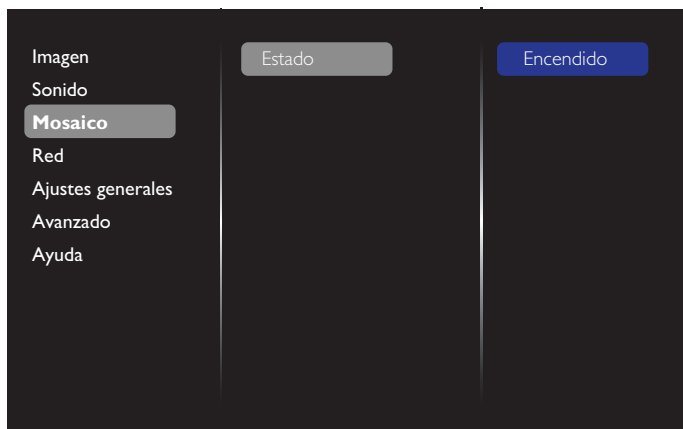 Imagen
Sonido
Mosaico
Red
Ajustes generales
Avanzado
Ayuda
Estado
Encendido